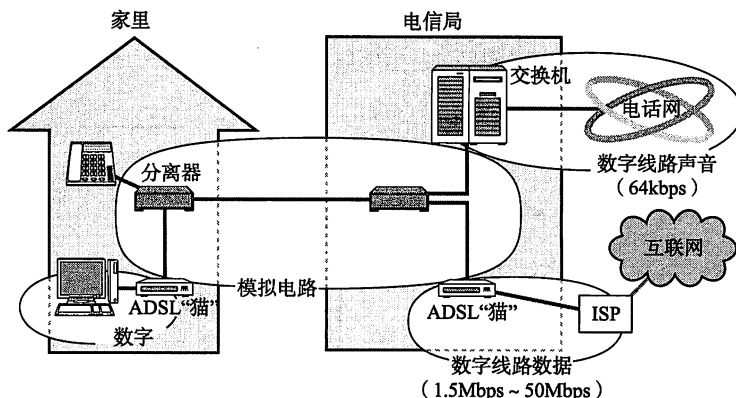 家里
电信局
交换机
电话网
分离器
数字线路声音
（64kbps）
互联网
模拟电路
ADSL“猫”
ADSL“猫”
ISP
数字
数字线路数据
（1.5Mbps ~ 50Mbps）